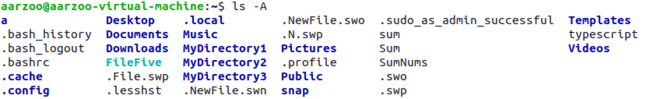 aarzoo@aarzoo-virtual-machine:~$ ls -A
a Desktop .local .NewFile.swo .sudo_as_admin_successful Templates
.bash_history Documents Music .N.swp sum typescript
.bash_logout Downloads MyDirectory1 Pictures Sum Videos
.bashrc FileFive MyDirectory2 .profile SumNums
.cache .File.swp MyDirectory3 Public .swo
.config .lesshst .NewFile.swn snap .swp